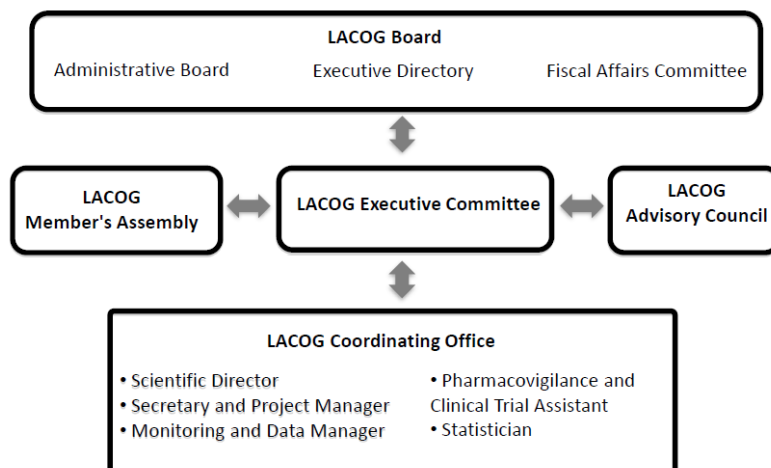 LACOG Board
Administrative Board Executive Directory Fiscal Affairs Committee
LACOG
Member's Assembly
LACOG Executive Committee
LACOG
Advisory Council
LACOG Coordinating Office
• Scientific Director
• Secretary and Project Manager
• Monitoring and Data Manager
• Pharmacovigilance and
Clinical Trial Assistant
• Statistician